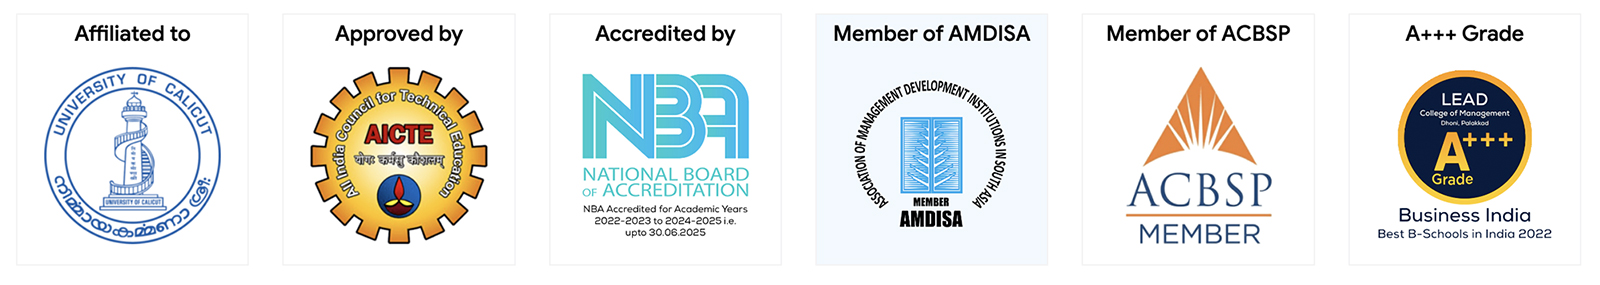 Affiliated to
UNIVERSITY OF CALICUT
UNIVERSITY OF CALICUT
നിർമ്മായ കർമ്മണാ ശ്രീഃ
Approved by
All India Council for Technical Education
AICTE
योगः कर्मसु कौशलम्
Accredited by
NBA
NATIONAL BOARD
OF ACCREDITATION
NBA Accredited for Academic Years
2022-2023 to 2024-2025 i.e.
upto 30.06.2025
Member of AMDISA
ASSOCIATION OF MANAGEMENT DEVELOPMENT INSTITUTIONS IN SOUTH ASIA
MEMBER
AMDISA
Member of ACBSP
ACBSP
MEMBER
A+++ Grade
LEAD
College of Management
Dhoni, Palakkad
A+++
Grade
Business India
Best B-Schools in India 2022